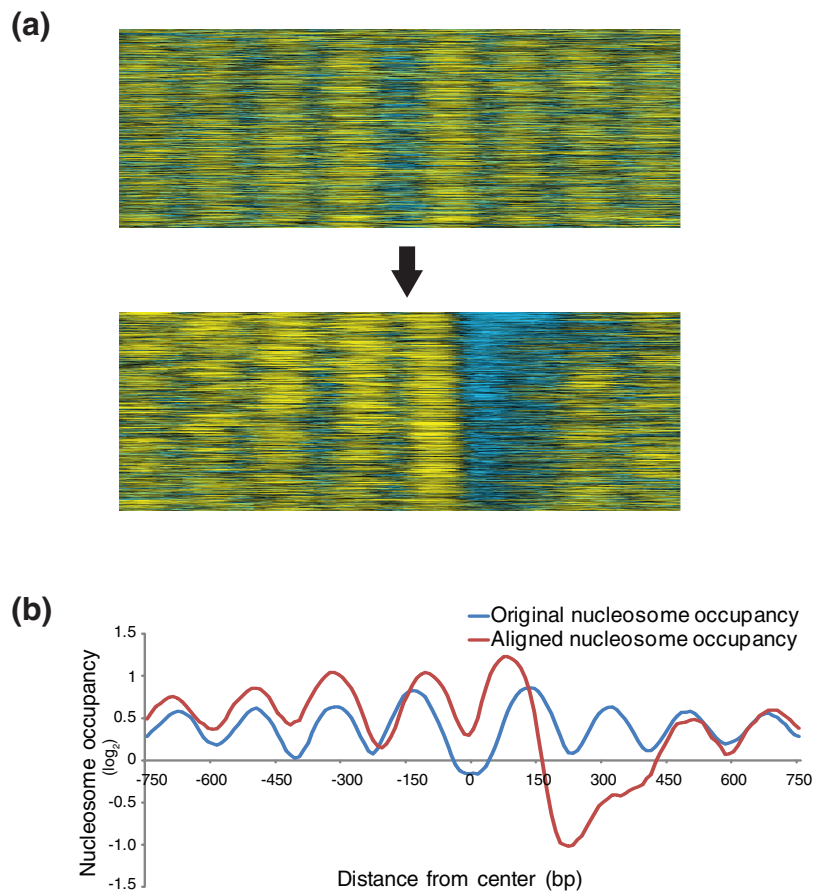 (a)
(b)
Original nucleosome occupancy
Aligned nucleosome occupancy
Nucleosome occupancy
(log2)
1.5
1
0.5
0
-0.5
-1.0
-1.5
-750 -600 -450 -300 -150 0 150 300 450 600 750
Distance from center (bp)